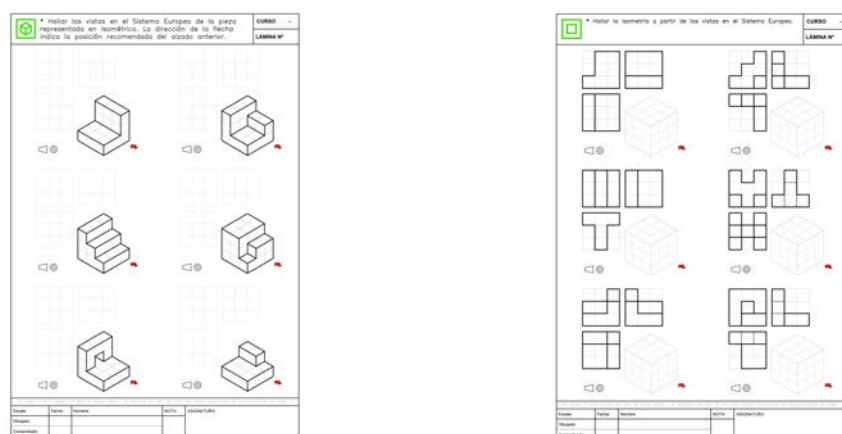 * Hallar las vistas en el Sistema Europeo de la pieza
representada en isométrico. La dirección de la flecha
indica la posición recomendada del alzado anterior.
CURSO -
LÁMINA Nº
Escala
Fecha
Nombre
NOTA
ASIGNATURA
Dibujado
Comprobado
* Hallar la isometría a partir de las vistas en el Sistema Europeo.
CURSO -
LÁMINA Nº
Escala
Fecha
Nombre
NOTA
ASIGNATURA
Dibujado